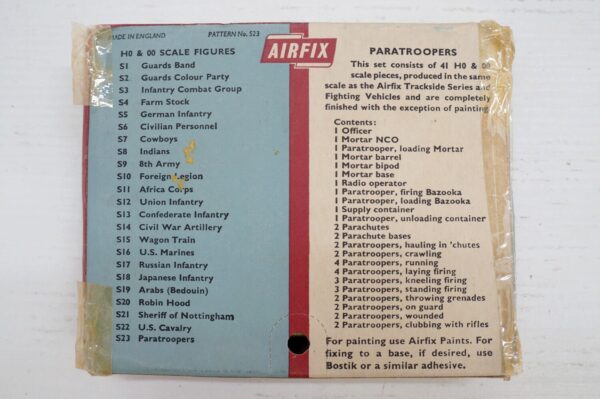 MADE IN ENGLAND
PATTERN No. S23
H0 & 00 SCALE FIGURES
S1 Guards Band
S2 Guards Colour Party
S3 Infantry Combat Group
S4 Farm Stock
S5 German Infantry
S6 Civilian Personnel
S7 Cowboys
S8 Indians
S9 8th Army
S10 Foreign Legion
S11 Africa Corps
S12 Union Infantry
S13 Confederate Infantry
S14 Civil War Artillery
S15 Wagon Train
S16 U.S. Marines
S17 Russian Infantry
S18 Japanese Infantry
S19 Arabs (Bedouin)
S20 Robin Hood
S21 Sheriff of Nottingham
S22 U.S. Cavalry
S23 Paratroopers
AIRFIX
PARATROOPERS
This set consists of 41 H0 & 00
scale pieces, produced in the same
scale as the Airfix Trackside Series and
Fighting Vehicles and are completely
finished with the exception of painting.
Contents:
1 Officer
1 Mortar NCO
1 Paratrooper, loading Mortar
1 Mortar barrel
1 Mortar bipod
1 Mortar base
1 Radio operator
1 Paratrooper, firing Bazooka
1 Paratrooper, loading Bazooka
1 Supply container
1 Paratrooper, unloading container
2 Parachutes
2 Parachute bases
2 Paratroopers, hauling in 'chutes
2 Paratroopers, crawling
4 Paratroopers, running
4 Paratroopers, laying firing
3 Paratroopers, kneeling firing
3 Paratroopers, standing firing
2 Paratroopers, throwing grenades
2 Paratroopers, on guard
2 Paratroopers, wounded
2 Paratroopers, clubbing with rifles
For painting use Airfix Paints. For
fixing to a base, if desired, use
Bostik or a similar adhesive.